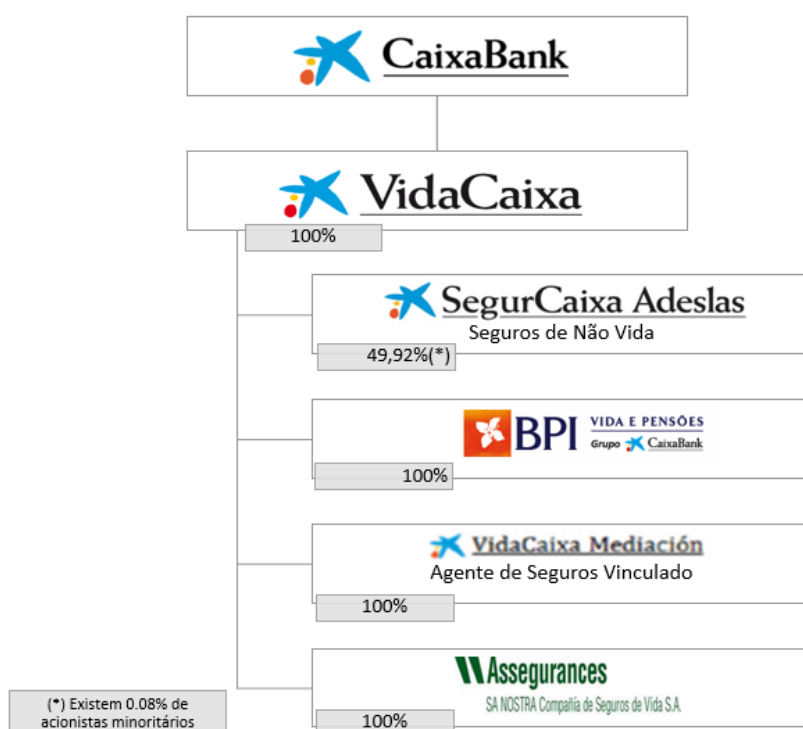 CaixaBank
VidaCaixa
100%
SegurCaixa Adeslas
Seguros de Não Vida
49,92%(*)
BPI VIDA E PENSÕES
Grupo CaixaBank
100%
VidaCaixa Mediación
Agente de Seguros Vinculado
100%
Assegurances
SA NOSTRA Compañía de Seguros de Vida S.A.
100%
(*) Existem 0.08% de
acionistas minoritários